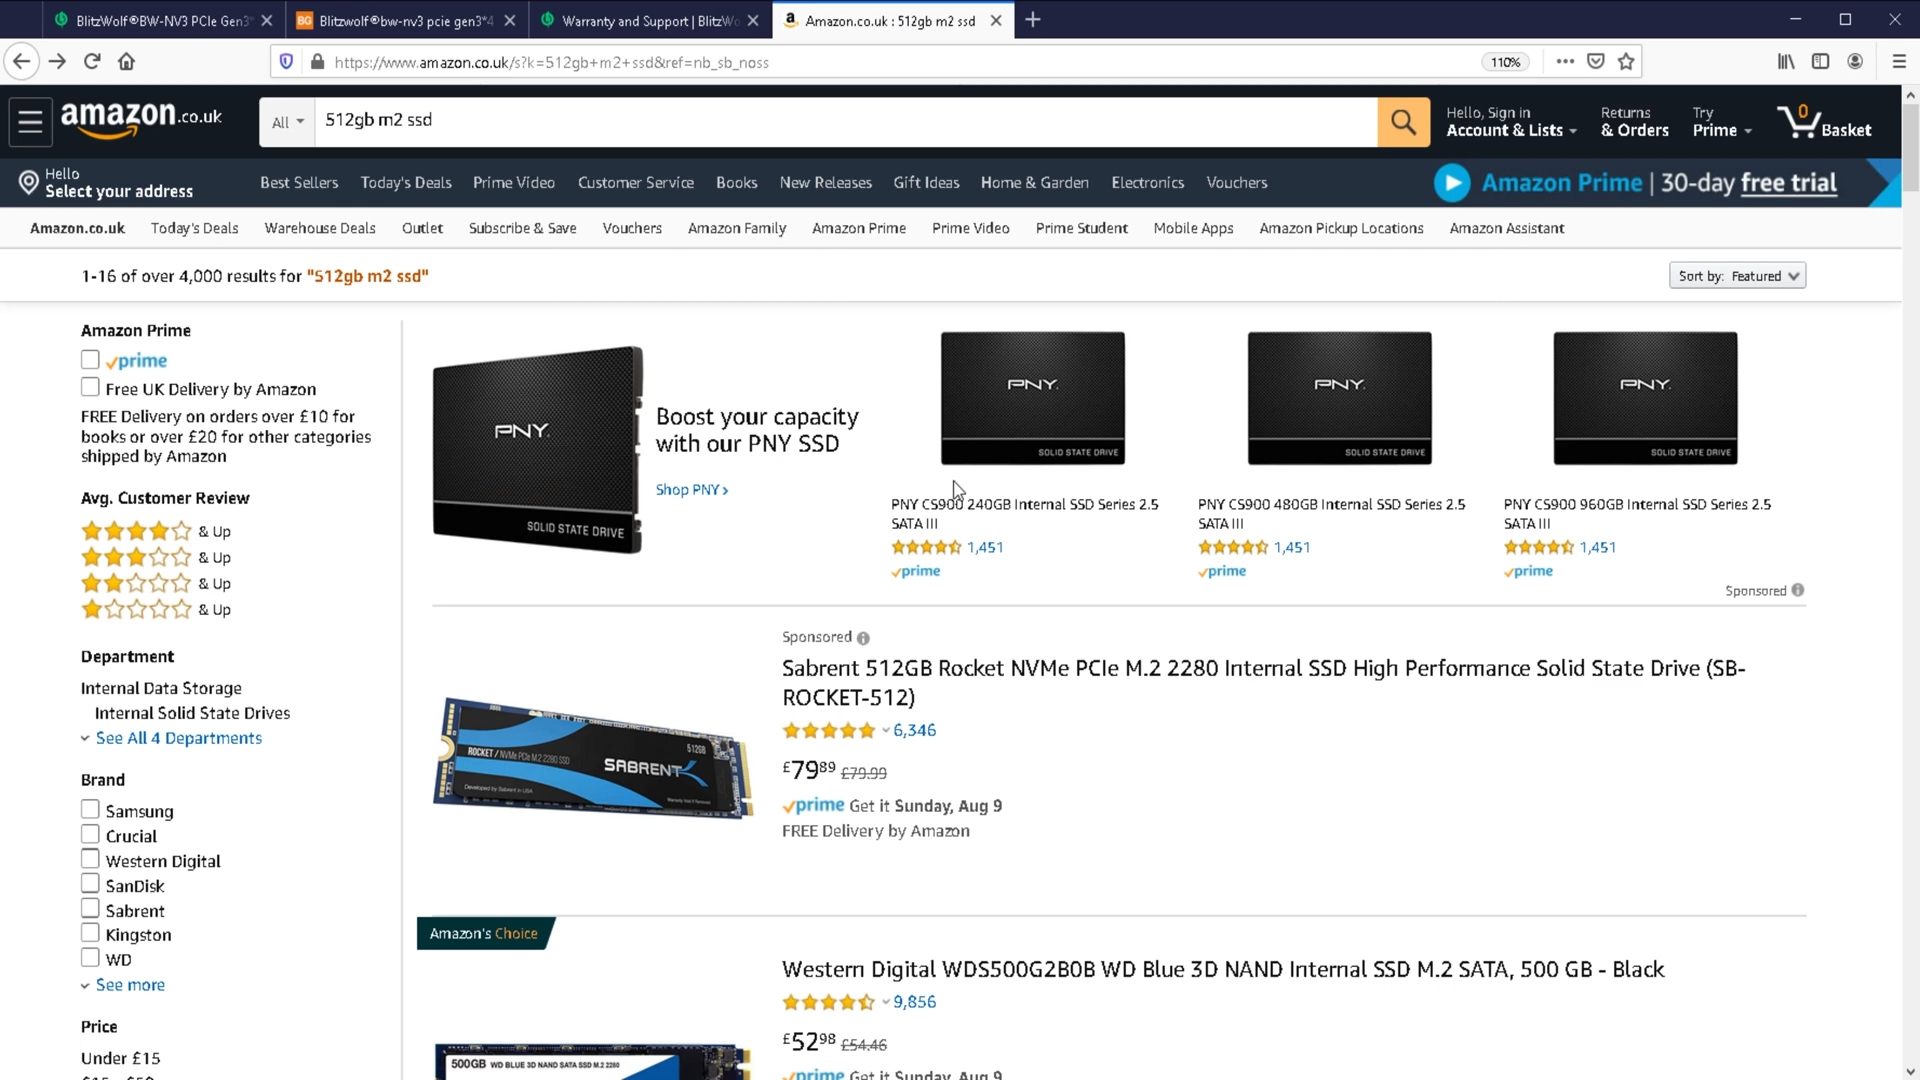 BlitzWolf®BW-NV3 PCIe Gen3
Blitzwolf®bw-nv3 pcie gen3*4
Warranty and Support | BlitzWo
Amazon.co.uk : 512gb m2 ssd
https://www.amazon.co.uk/s?k=512gb+m2+ssd&ref=nb_sb_noss
110%
amazon.co.uk
All
512gb m2 ssd
Hello, Sign in
Account & Lists
Returns
& Orders
Try
Prime
0
Basket
Hello
Select your address
Best Sellers Today's Deals Prime Video Customer Service Books New Releases Gift Ideas Home & Garden Electronics Vouchers
Amazon Prime | 30-day free trial
Amazon.co.uk Today's Deals Warehouse Deals Outlet Subscribe & Save Vouchers Amazon Family Amazon Prime Prime Video Prime Student Mobile Apps Amazon Pickup Locations Amazon Assistant
1-16 of over 4,000 results for "512gb m2 ssd"
Sort by: Featured
Amazon Prime
prime
Free UK Delivery by Amazon
FREE Delivery on orders over £10 for
books or over £20 for other categories
shipped by Amazon
Avg. Customer Review
& Up
& Up
& Up
& Up
Department
Internal Data Storage
Internal Solid State Drives
See All 4 Departments
Brand
Samsung
Crucial
Western Digital
SanDisk
Sabrent
Kingston
WD
See more
Price
Under £15
PNY
SOLID STATE DRIVE
Boost your capacity
with our PNY SSD
Shop PNY ›
PNY
SOLID STATE DRIVE
PNY CS900 240GB Internal SSD Series 2.5
SATA III
1,451
prime
PNY
SOLID STATE DRIVE
PNY CS900 480GB Internal SSD Series 2.5
SATA III
1,451
prime
PNY
SOLID STATE DRIVE
PNY CS900 960GB Internal SSD Series 2.5
SATA III
1,451
prime
Sponsored
Sponsored
ROCKET / NVMe PCIe M.2 2280 SSD
512GB
SABRENT
Developed by Sabrent in USA
Sabrent 512GB Rocket NVMe PCIe M.2 2280 Internal SSD High Performance Solid State Drive (SB-
ROCKET-512)
6,346
£79⁸⁹ £79.99
prime Get it Sunday, Aug 9
FREE Delivery by Amazon
Amazon's Choice
500GB WD BLUE 3D NAND SATA SSD M.2 2280
Western Digital WDS500G2B0B WD Blue 3D NAND Internal SSD M.2 SATA, 500 GB - Black
9,856
£52⁹⁸ £54.46
prime Get it Sunday, Aug 9